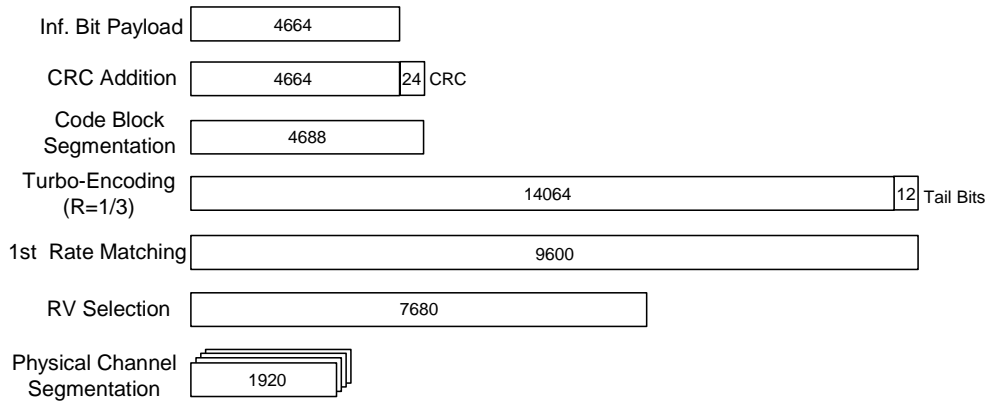 Inf. Bit Payload 4664
CRC Addition 4664 24 CRC
Code Block
Segmentation 4688
Turbo-Encoding
(R=1/3) 14064 12 Tail Bits
1st Rate Matching 9600
RV Selection 7680
Physical Channel
Segmentation 1920